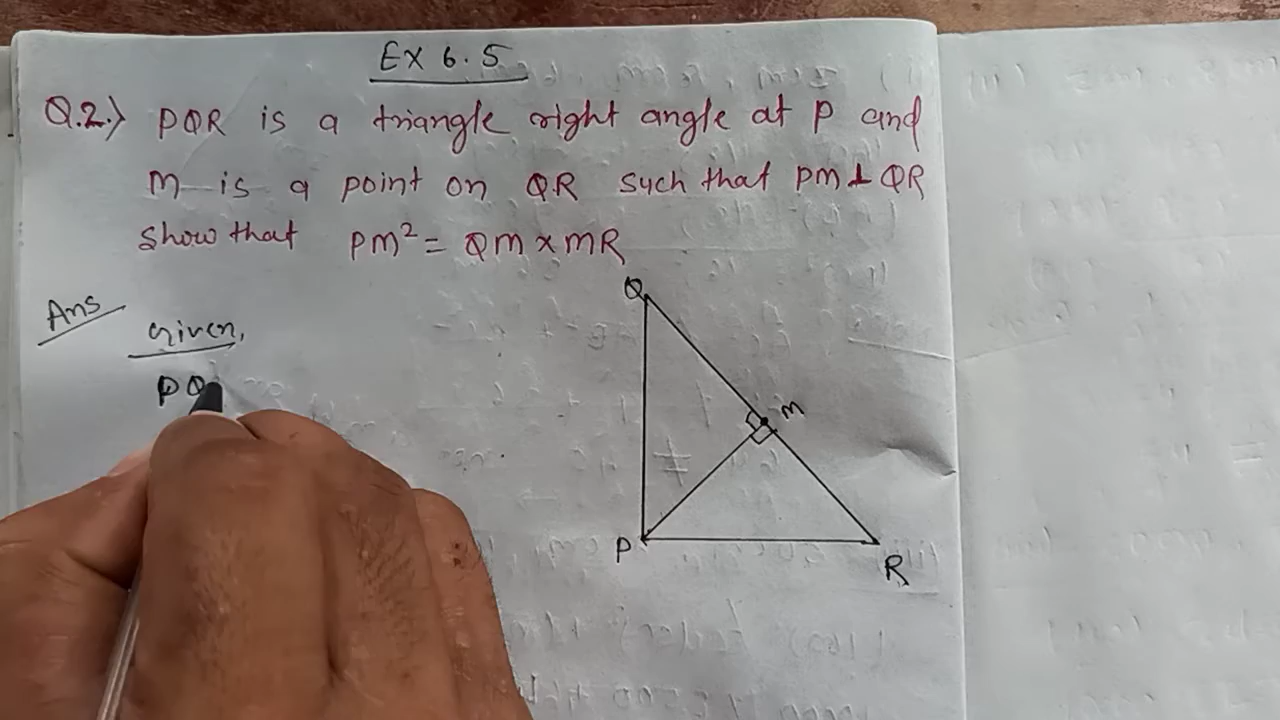 EX 6.5
Q.2.) PQR is a triangle right angle at P and
M is a point on QR such that PM ⊥ QR
show that PM² = QM × MR
Ans
Given,
PQ
Q
M
P
R